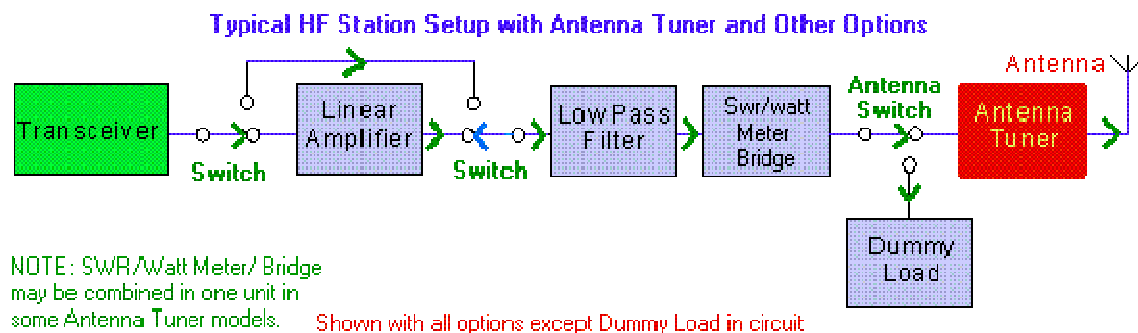 Typical HF Station Setup with Antenna Tuner and Other Options
Antenna
Transceiver
Switch
Linear
Amplifier
Switch
Low Pass
Filter
Swr/watt
Meter
Bridge
Antenna
Switch
Antenna
Tuner
Dummy
Load
NOTE: SWR/Watt Meter/ Bridge
may be combined in one unit in
some Antenna Tuner models.
Shown with all options except Dummy Load in circuit